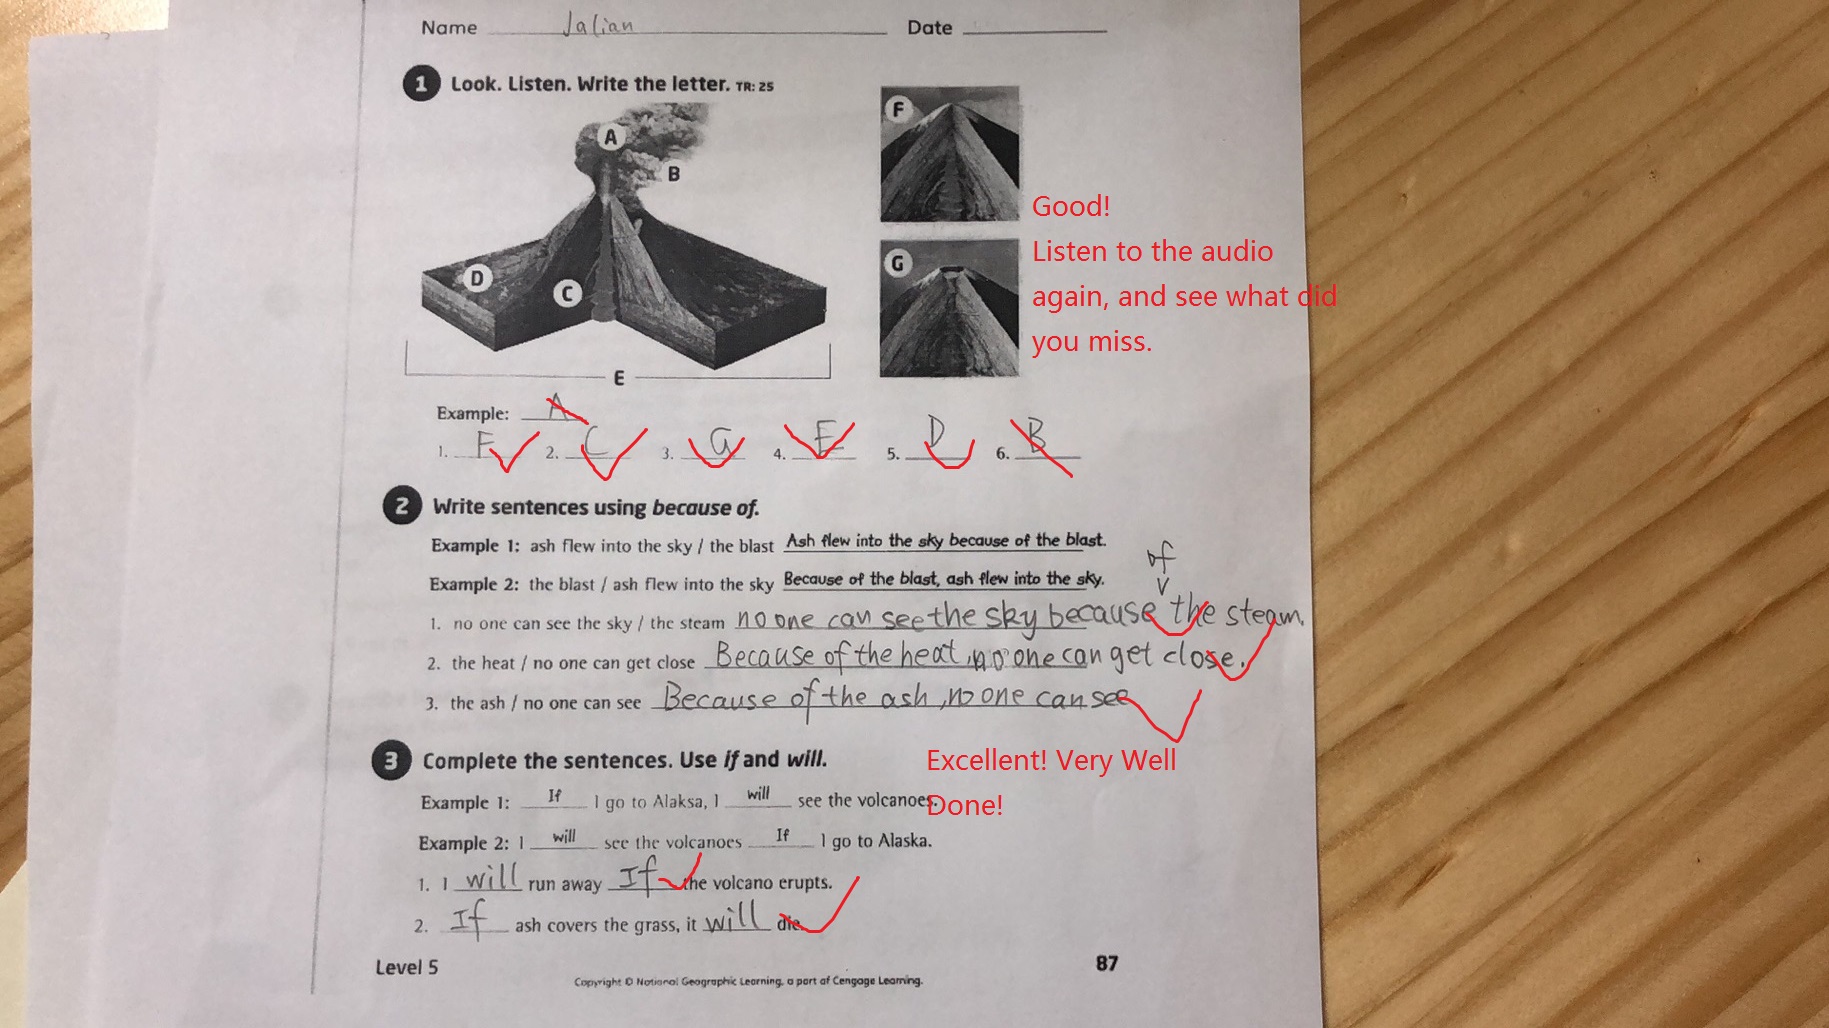 Name Jalian Date
1 Look. Listen. Write the letter. TR: 25
A
B
F
Good!
Listen to the audio
again, and see what did
you miss.
G
D
C
E
Example: A
1. F 2. C 3. G 4. E 5. D 6. B
2 Write sentences using because of.
Example 1: ash flew into the sky / the blast Ash flew into the sky because of the blast.
of
Example 2: the blast / ash flew into the sky Because of the blast, ash flew into the sky.
1. no one can see the sky / the steam no one can see the sky because the steam.
2. the heat / no one can get close Because of the heat, no one can get close.
3. the ash / no one can see Because of the ash, no one can see
3 Complete the sentences. Use if and will.
Excellent! Very Well
Done!
Example 1: If I go to Alaksa, I will see the volcanoes.
Example 2: I will see the volcanoes If I go to Alaska.
1. I will run away If the volcano erupts.
2. If ash covers the grass, it will die.
Level 5
87
Copyright © National Geographic Learning, a part of Cengage Learning.